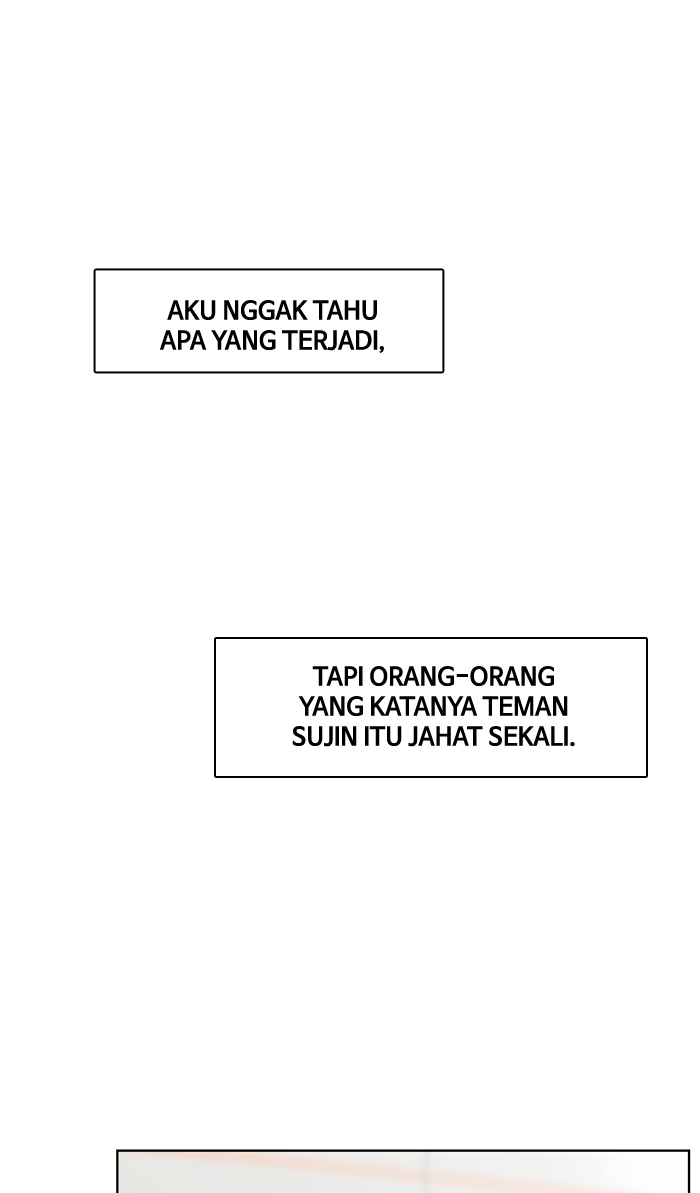 AKU NGGAK TAHU
APA YANG TERJADI,
TAPI ORANG-ORANG
YANG KATANYA TEMAN
SUJIN ITU JAHAT SEKALI.